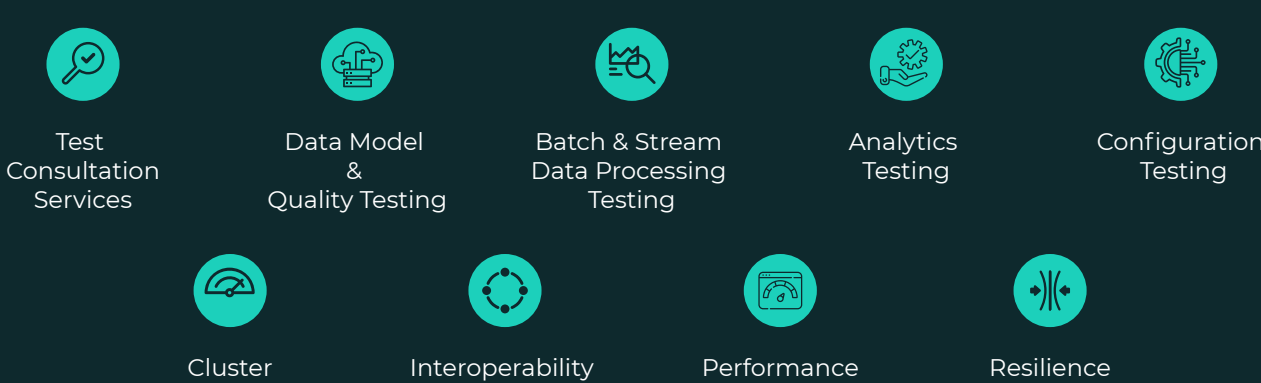 Test
Consultation
Services
Data Model
&
Quality Testing
Batch & Stream
Data Processing
Testing
Analytics
Testing
Configuration
Testing
Cluster
Interoperability
Performance
Resilience